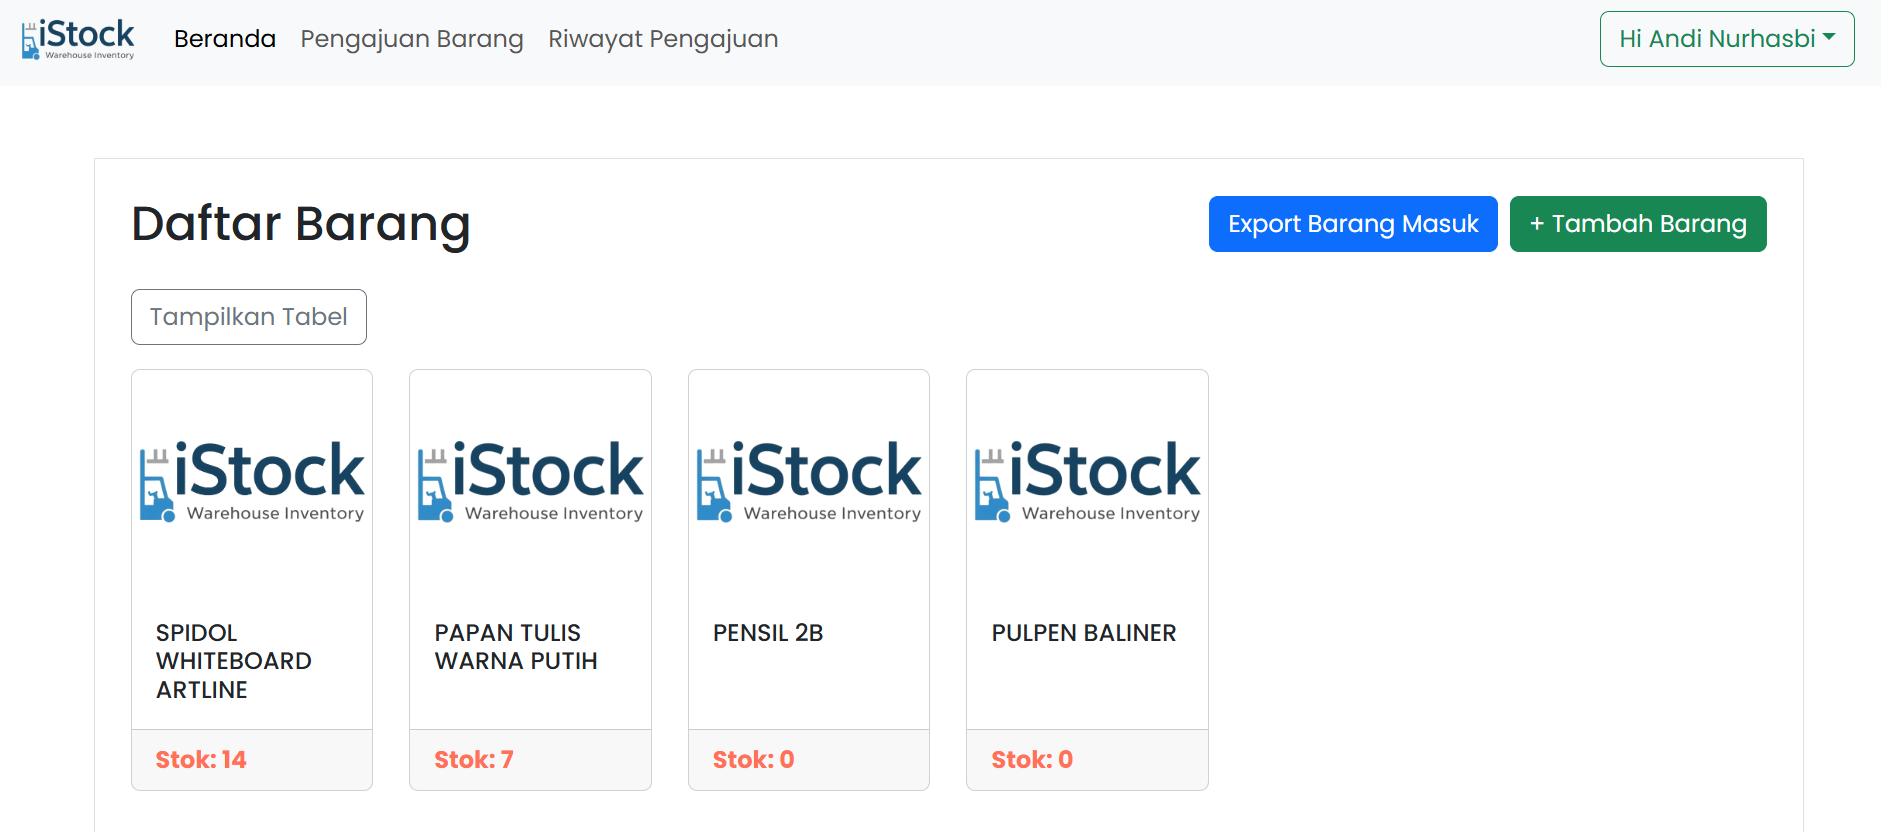 iStock
Warehouse Inventory
Beranda Pengajuan Barang Riwayat Pengajuan
Hi Andi Nurhasbi
Daftar Barang
Export Barang Masuk
+ Tambah Barang
Tampilkan Tabel
iStock
Warehouse Inventory
SPIDOL
WHITEBOARD
ARTLINE
Stok: 14
iStock
Warehouse Inventory
PAPAN TULIS
WARNA PUTIH
Stok: 7
iStock
Warehouse Inventory
PENSIL 2B
Stok: 0
iStock
Warehouse Inventory
PULPEN BALINER
Stok: 0